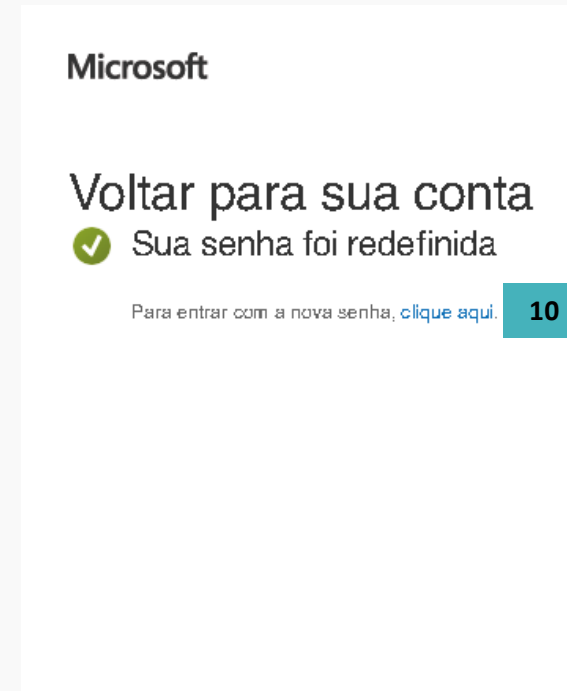 Microsoft
Voltar para sua conta
Sua senha foi redefinida
Para entrar com a nova senha, clique aqui. 10